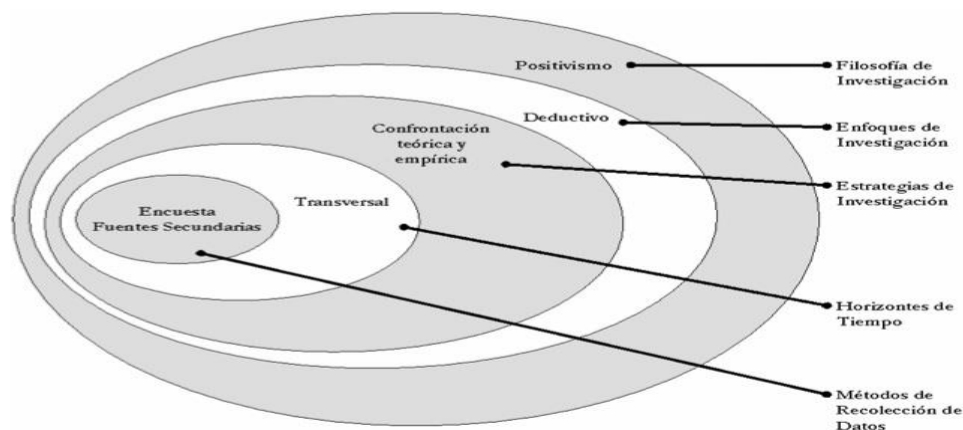 Positivismo
Filosofía de
Investigación
Deductivo
Enfoques de
Investigación
Confrontación
teórica y
empírica
Estrategias de
Investigación
Transversal
Encuesta
Fuentes Secundarias
Horizontes de
Tiempo
Métodos de
Recolección de
Datos